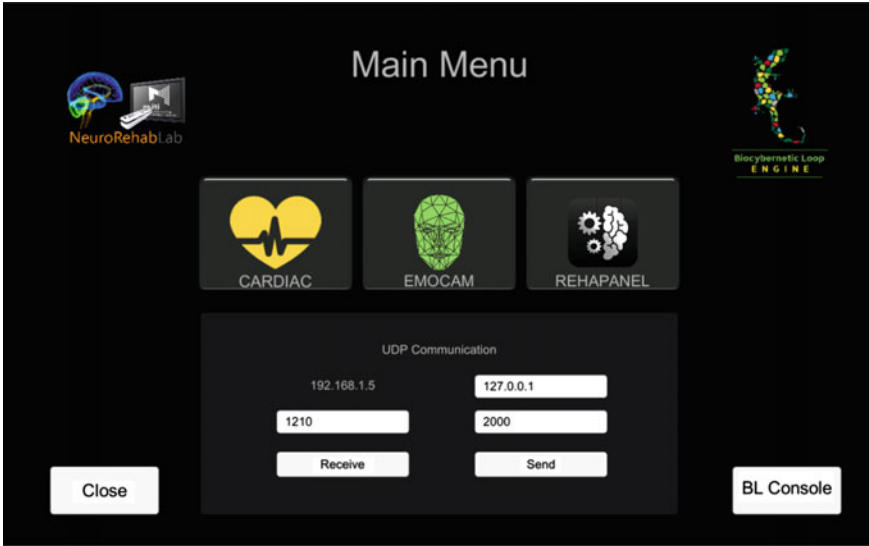 Main Menu
NeuroRehabLab
Biocybernetic Loop
ENGINE
CARDIAC
EMOCAM
REHAPANEL
UDP Communication
192.168.1.5
127.0.0.1
1210
2000
Receive
Send
Close
BL Console